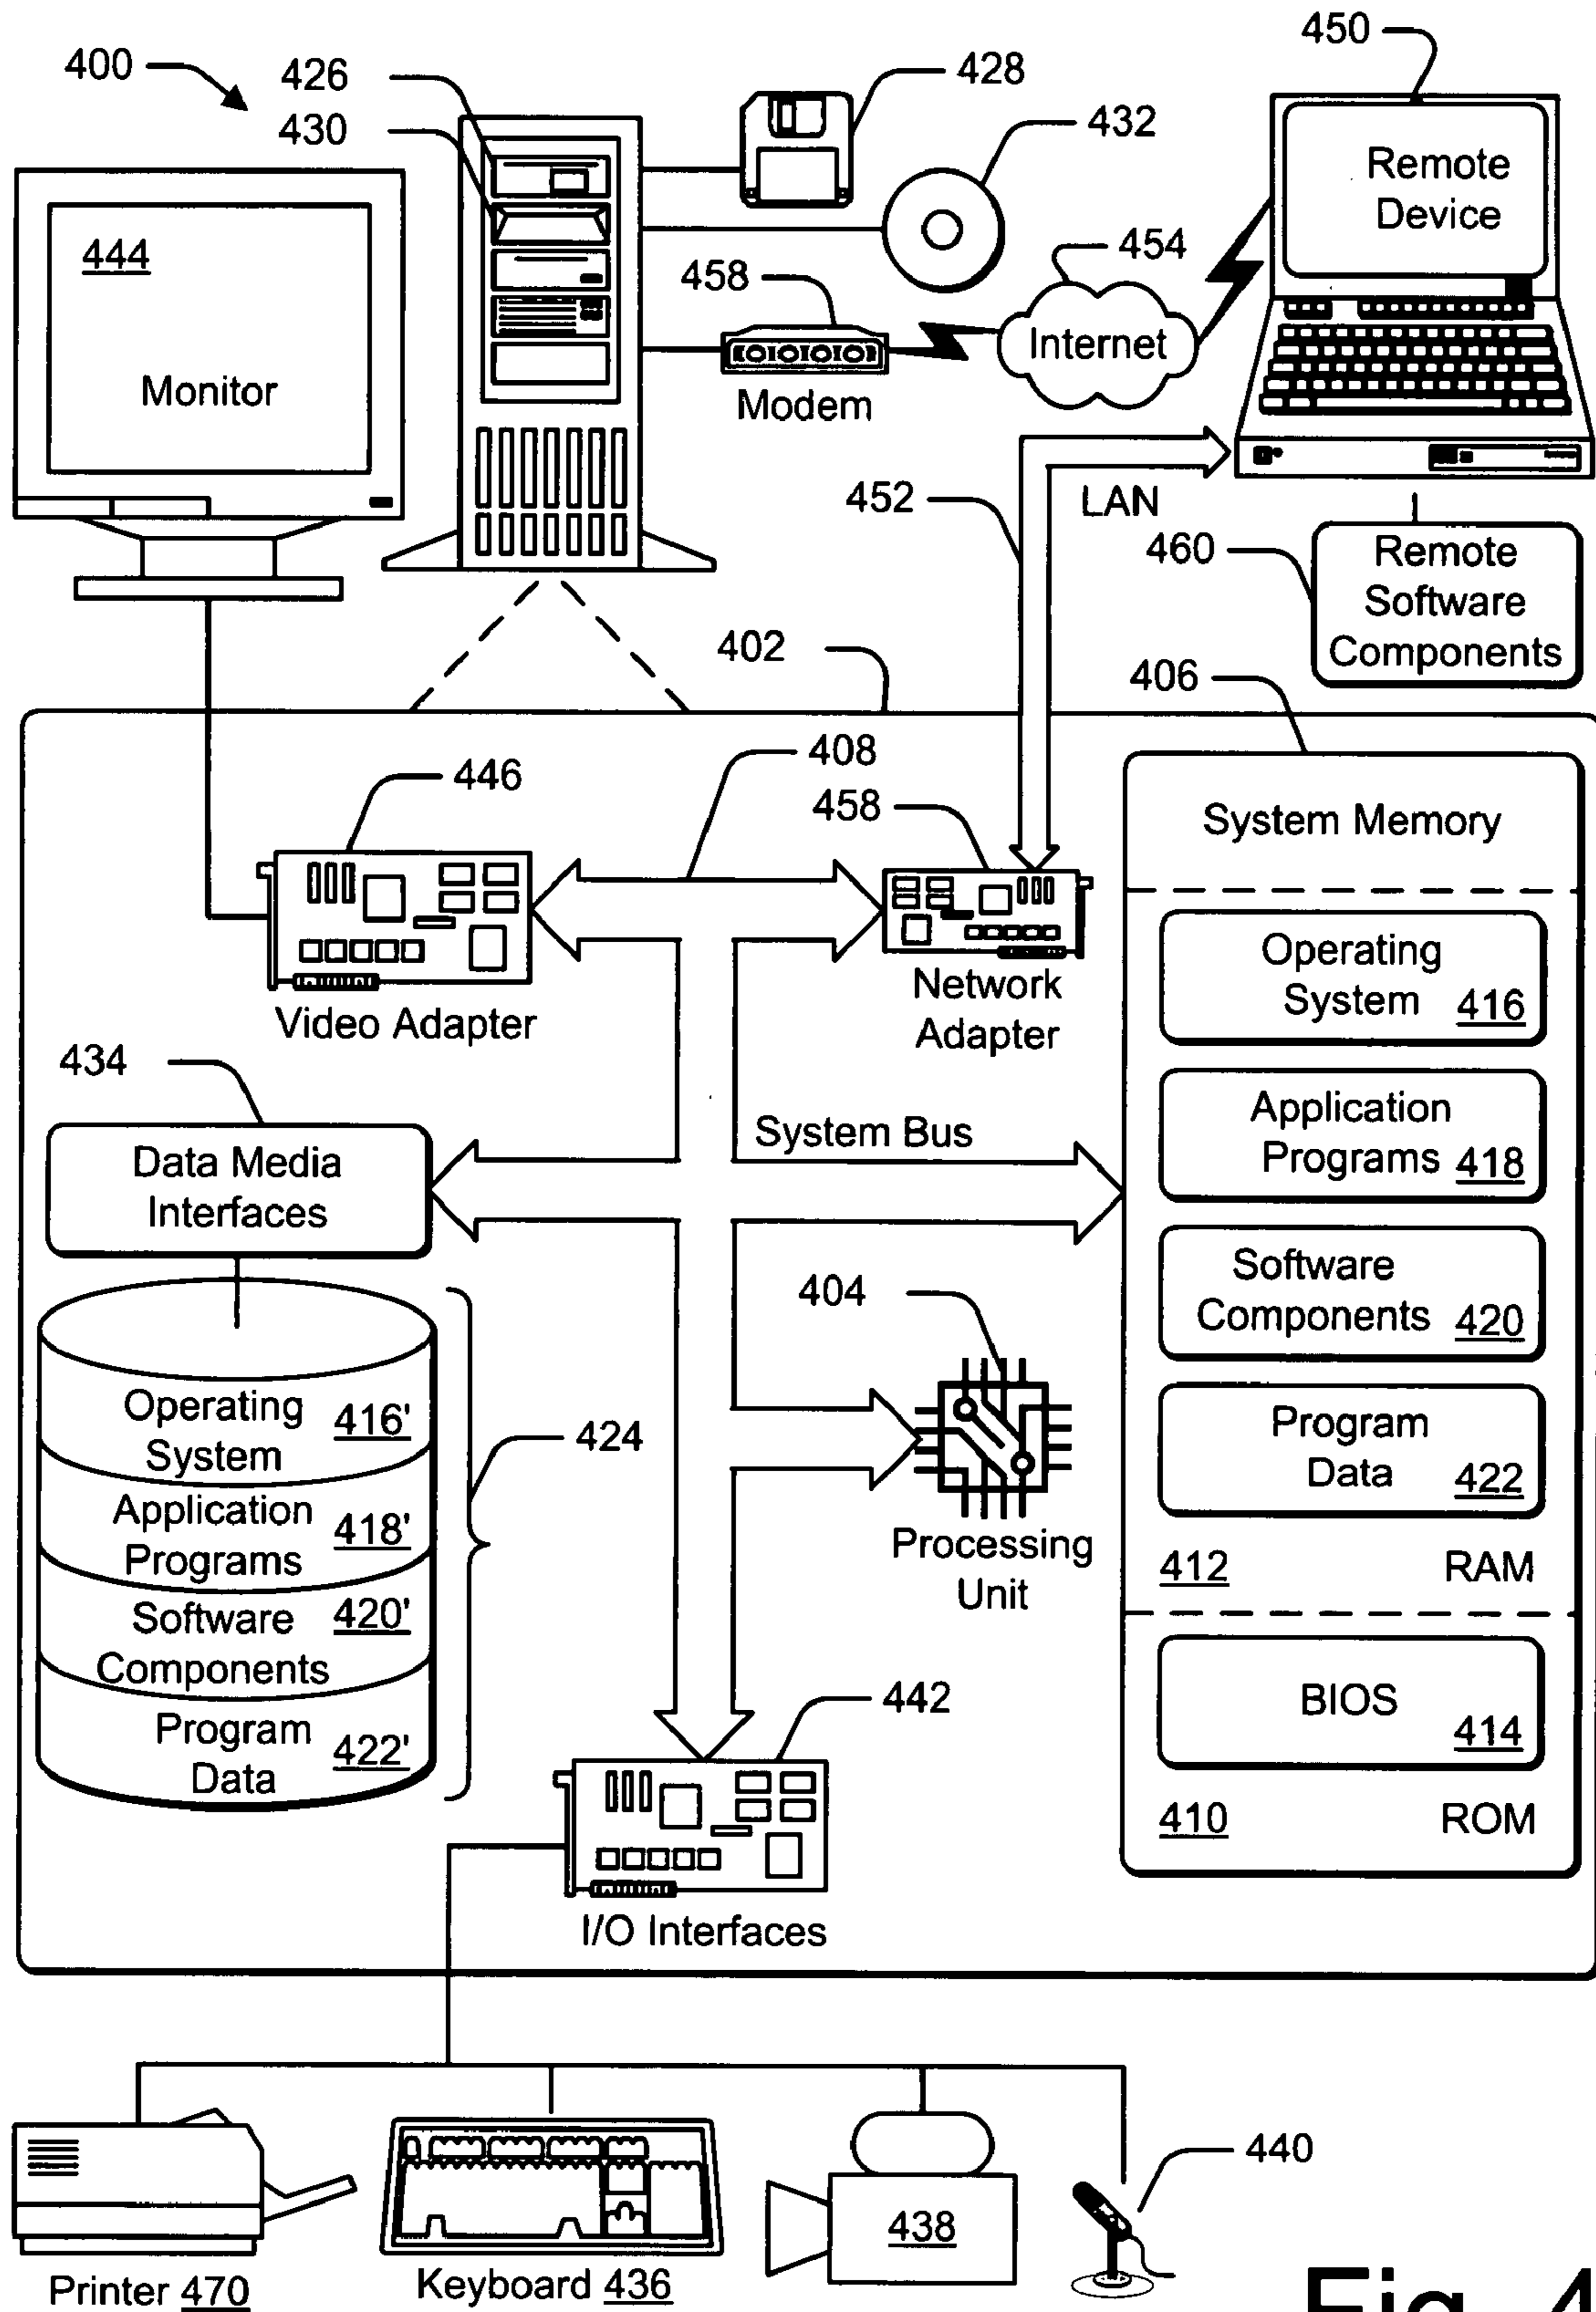 400
426
430
428
432
450
Remote
Device
444
Monitor
458
Modem
454
Internet
452
LAN
460
Remote
Software
Components
402
406
446
Video Adapter
408
458
Network
Adapter
System Memory
Operating
System 416
Application
Programs 418
Software
Components 420
Program
Data 422
412 RAM
BIOS
414
410 ROM
434
Data Media
Interfaces
System Bus
404
Processing
Unit
Operating
System 416'
Application
Programs 418'
Software
Components 420'
Program
Data 422'
424
442
I/O Interfaces
Printer 470
Keyboard 436
438
440
Fig. 4